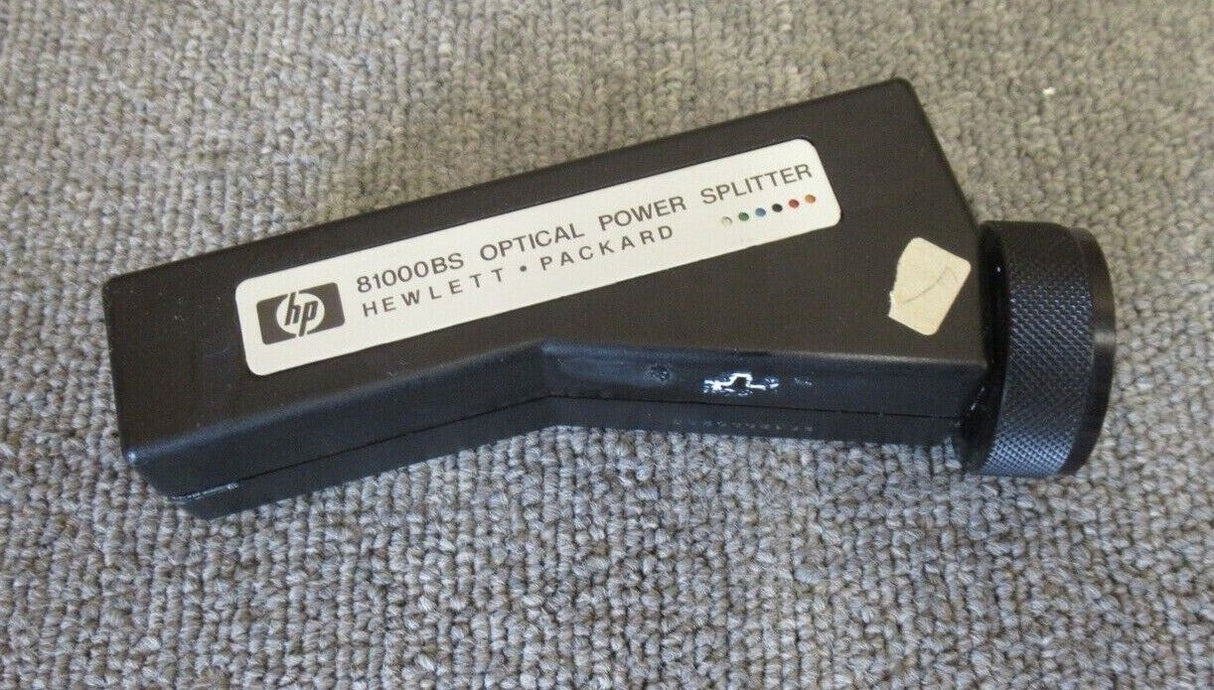 hp
81000BS OPTICAL POWER SPLITTER
HEWLETT • PACKARD